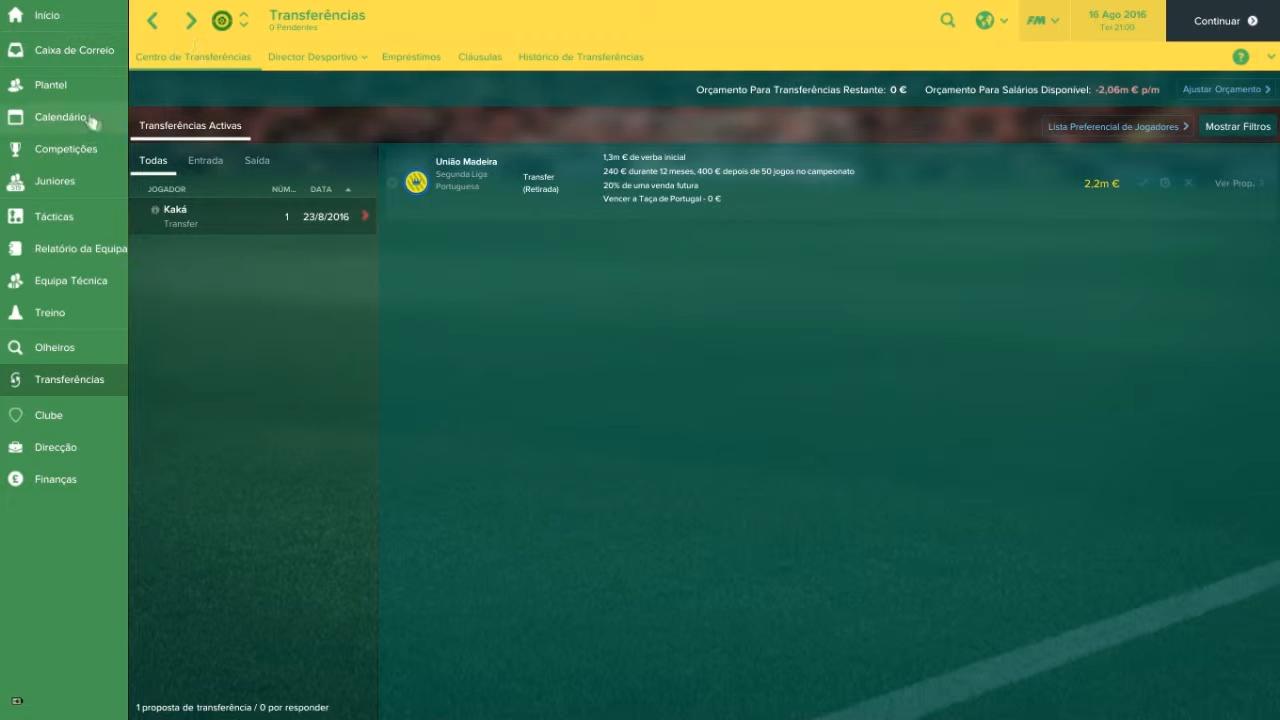 Início
Caixa de Correio
Plantel
Calendário
Competições
Juniores
Tácticas
Relatório da Equipa
Equipa Técnica
Treino
Olheiros
Transferências
Clube
Direcção
Finanças
Transferências
0 Pendentes
FM
16 Ago 2016
Ter 21:00
Continuar
Centro de Transferências
Director Desportivo
Empréstimos
Cláusulas
Histórico de Transferências
?
Orçamento Para Transferências Restante: 0 €
Orçamento Para Salários Disponível: -2,06m € p/m
Ajustar Orçamento
Transferências Activas
Lista Preferencial de Jogadores
Mostrar Filtros
Todas
Entrada
Saída
JOGADOR
NÚM...
DATA
Kaká
Transfer
1
23/8/2016
União Madeira
Segunda Liga
Portuguesa
Transfer
(Retirada)
1,3m € de verba inicial
240 € durante 12 meses, 400 € depois de 50 jogos no campeonato
20% de uma venda futura
Vencer a Taça de Portugal - 0 €
2,2m €
Ver Prop.
1 proposta de transferência / 0 por responder